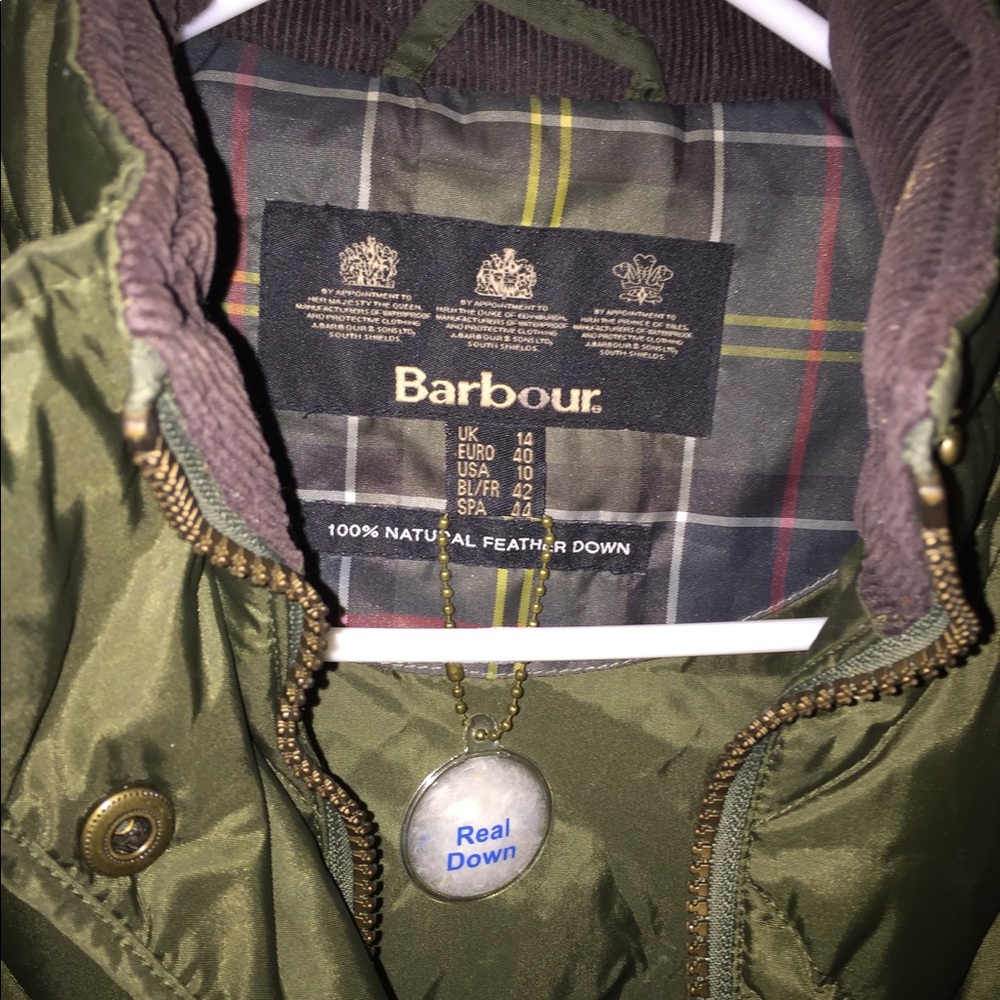 BY APPOINTMENT TO
HER MAJESTY THE QUEEN
MANUFACTURERS OF WATERPROOF
AND PROTECTIVE CLOTHING
J.BARBOUR & SONS LTD,
SOUTH SHIELDS.
BY APPOINTMENT TO
HRH THE DUKE OF EDINBURGH
MANUFACTURERS OF WATERPROOF
AND PROTECTIVE CLOTHING
J.BARBOUR & SONS LTD,
SOUTH SHIELDS.
BY APPOINTMENT TO
HRH THE PRINCE OF WALES
MANUFACTURERS OF WATERPROOF
AND PROTECTIVE CLOTHING
J.BARBOUR & SONS LTD,
SOUTH SHIELDS.
Barbour
UK 14
EURO 40
USA 10
BL/FR 42
SPA 44
100% NATURAL FEATHER DOWN
Real
Down